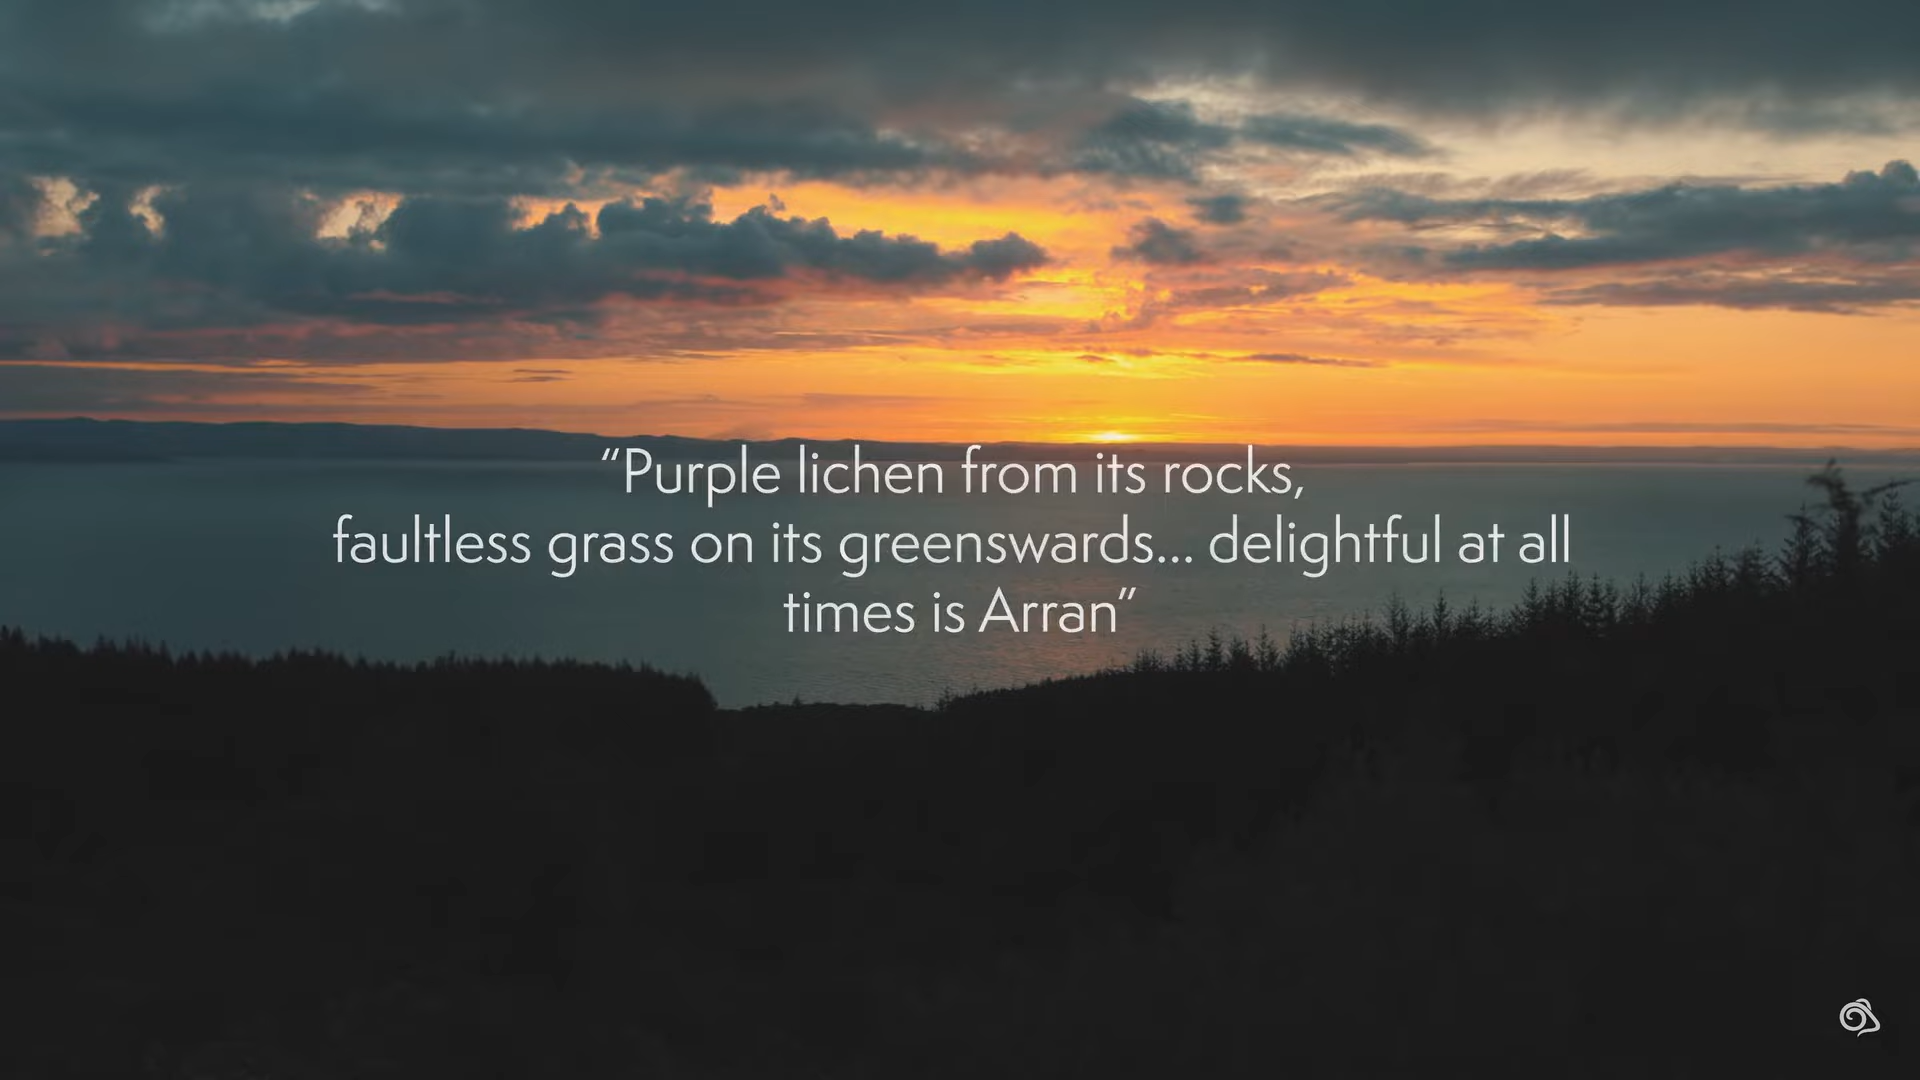 “Purple lichen from its rocks,
faultless grass on its greenswards... delightful at all
times is Arran”